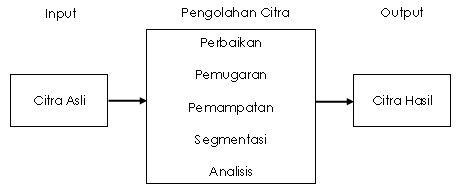 Input
Pengolahan Citra
Output
Perbaikan
Pemugaran
Citra Asli
Pemampatan
Citra Hasil
Segmentasi
Analisis